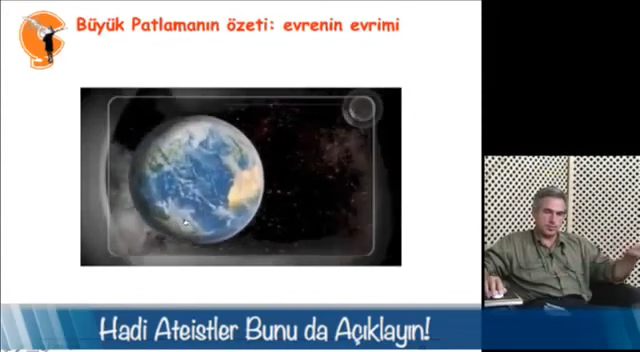 Büyük Patlamanın özeti: evrenin evrimi
Hadi Ateistler Bunu da Açıklayın!